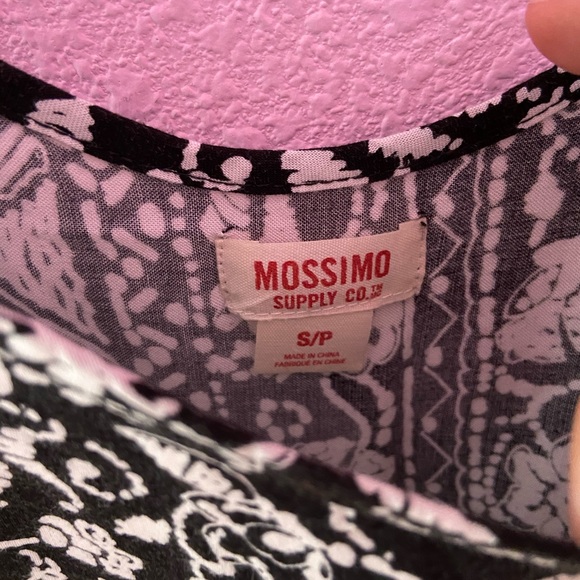 MOSSIMO
SUPPLY CO.™
S/P
MADE IN CHINA
FABRIQUÉ EN CHINE